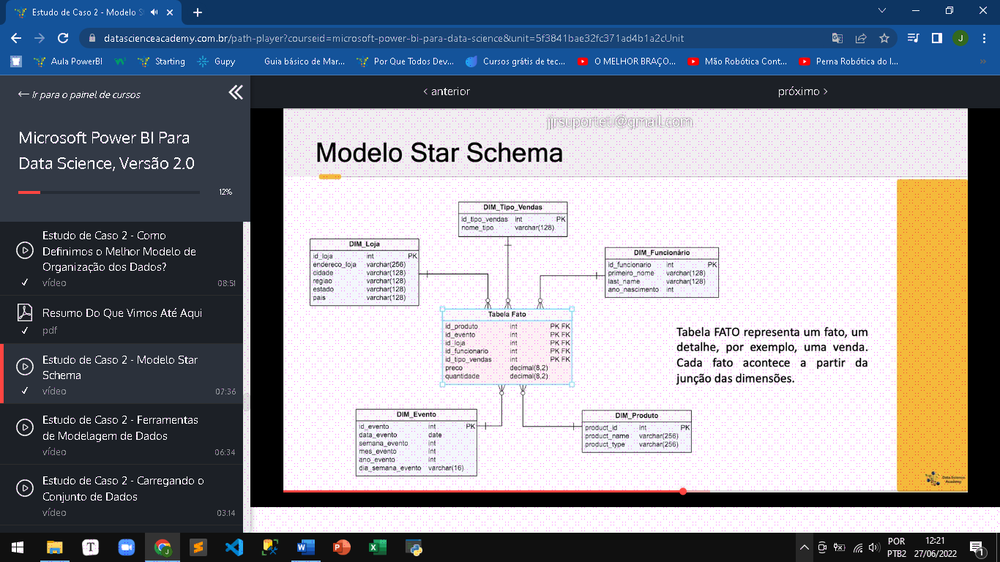 Estudo de Caso 2 - Modelo S
datascienceacademy.com.br/path-player?courseid=microsoft-power-bi-para-data-science&unit=5f3841bae32fc371ad4b1a2cUnit
J
Aula PowerBI
Starting
Gupy
Guia básico de Mar...
Por Que Todos Dev...
Cursos grátis de tec...
O MELHOR BRAÇO...
Mão Robótica Cont...
Perna Robótica do I...
»
← Ir para o painel de cursos
Microsoft Power BI Para
Data Science, Versão 2.0
12%
Estudo de Caso 2 - Como
Definimos o Melhor Modelo de
Organização dos Dados?
vídeo 08:51
Resumo Do Que Vimos Até Aqui
pdf
Estudo de Caso 2 - Modelo Star
Schema
vídeo 07:36
Estudo de Caso 2 - Ferramentas
de Modelagem de Dados
vídeo 06:34
Estudo de Caso 2 - Carregando o
Conjunto de Dados
vídeo 03:14
< anterior
próximo >
jjrsuporteti@gmail.com
Modelo Star Schema
DIM_Tipo_Vendas
id_tipo_vendas int PK
nome_tipo varchar(128)
DIM_Loja
id_loja int PK
endereco_loja varchar(256)
cidade varchar(128)
regiao varchar(128)
estado varchar(128)
pais varchar(128)
DIM_Funcionário
id_funcionario int PK
primeiro_nome varchar(128)
last_name varchar(128)
ano_nascimento int
Tabela Fato
id_produto int PK FK
id_evento int PK FK
id_loja int PK FK
id_funcionario int PK FK
id_tipo_vendas int PK FK
preco decimal(8,2)
quantidade decimal(8,2)
Tabela FATO representa um fato, um
detalhe, por exemplo, uma venda.
Cada fato acontece a partir da
junção das dimensões.
DIM_Evento
id_evento int PK
data_evento date
semana_evento int
mes_evento int
ano_evento int
dia_semana_evento varchar(16)
DIM_Produto
product_id int PK
product_name varchar(256)
product_type varchar(256)
Data Science
Academy
POR
PTB2
12:21
27/06/2022
1